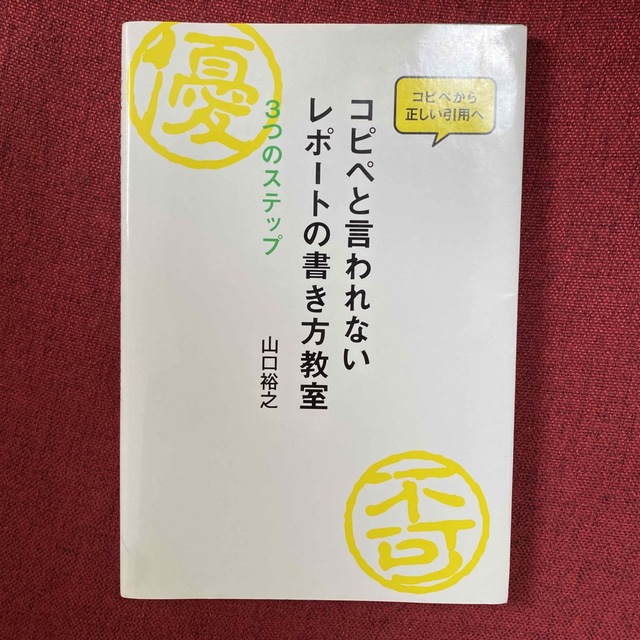 コピペから
正しい引用へ
コピペと言われない
レポートの書き方教室
3つのステップ
山口裕之
優
不可